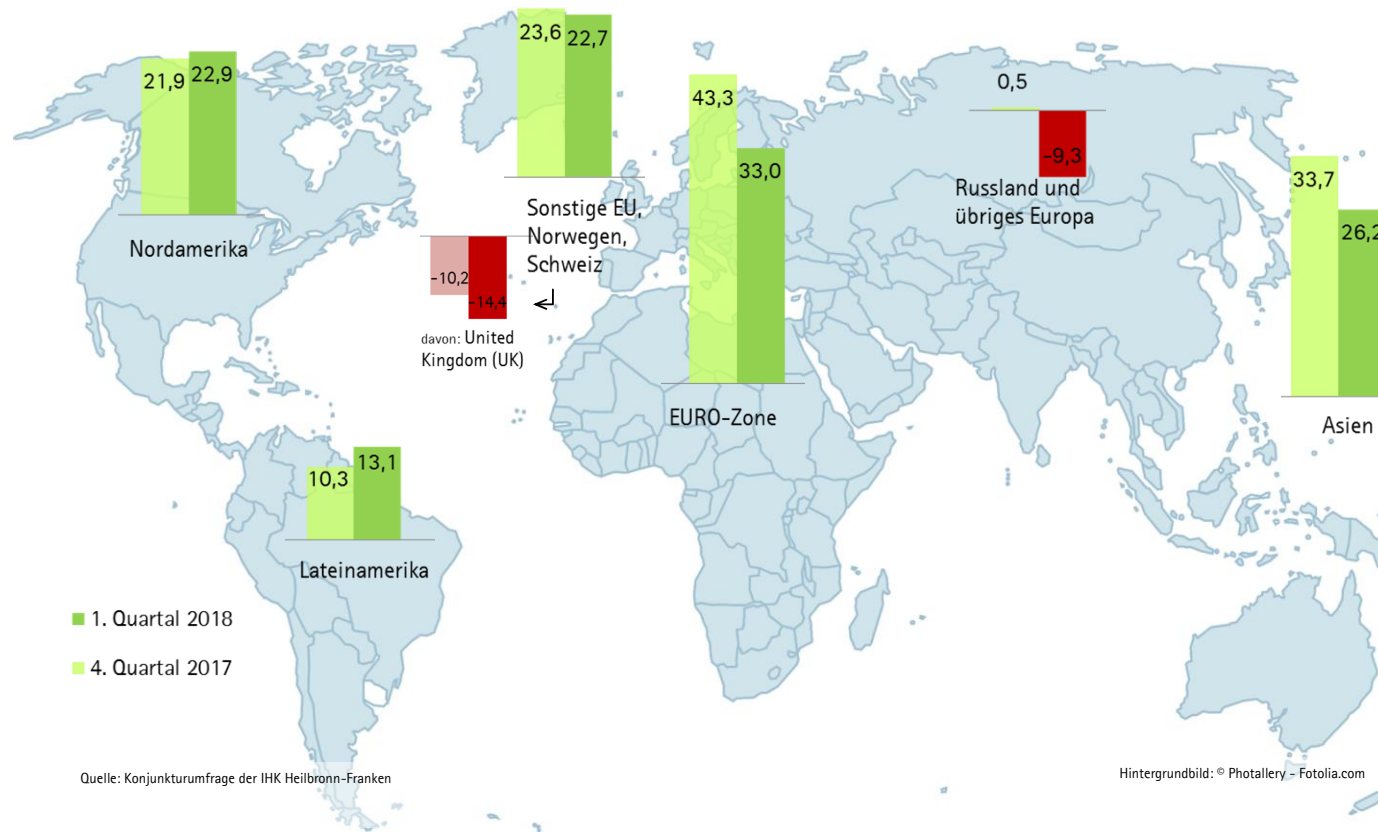 23,6
22,7
21,9
22,9
Nordamerika
Sonstige EU,
Norwegen,
Schweiz
-10,2
-14,4
davon: United
Kingdom (UK)
43,3
33,0
EURO-Zone
0,5
-9,3
Russland und
übriges Europa
33,7
26,2
Asien
10,3
13,1
Lateinamerika
1. Quartal 2018
4. Quartal 2017
Quelle: Konjunkturumfrage der IHK Heilbronn-Franken
Hintergrundbild: © Photallery - Fotolia.com